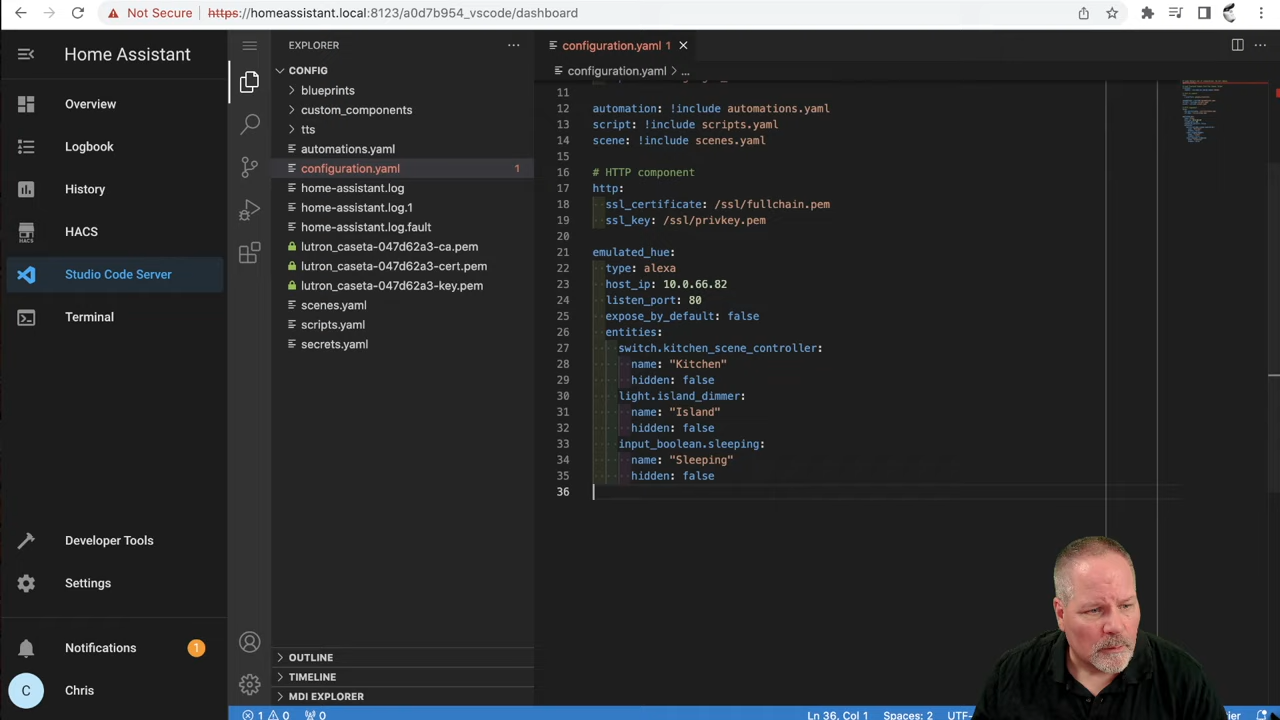 Not Secure
https://homeassistant.local:8123/a0d7b954_vscode/dashboard
Home Assistant
Overview
Logbook
History
HACS
HACS
Studio Code Server
Terminal
Developer Tools
Settings
Notifications
1
C
Chris
EXPLORER
CONFIG
blueprints
custom_components
tts
automations.yaml
configuration.yaml 1
home-assistant.log
home-assistant.log.1
home-assistant.log.fault
lutron_caseta-047d62a3-ca.pem
lutron_caseta-047d62a3-cert.pem
lutron_caseta-047d62a3-key.pem
scenes.yaml
scripts.yaml
secrets.yaml
OUTLINE
TIMELINE
MDI EXPLORER
configuration.yaml 1
configuration.yaml > ...
11
12 automation: !include automations.yaml
13 script: !include scripts.yaml
14 scene: !include scenes.yaml
15
16 # HTTP component
17 http:
18 ssl_certificate: /ssl/fullchain.pem
19 ssl_key: /ssl/privkey.pem
20
21 emulated_hue:
22 type: alexa
23 host_ip: 10.0.66.82
24 listen_port: 80
25 expose_by_default: false
26 entities:
27 switch.kitchen_scene_controller:
28 name: "Kitchen"
29 hidden: false
30 light.island_dimmer:
31 name: "Island"
32 hidden: false
33 input_boolean.sleeping:
34 name: "Sleeping"
35 hidden: false
36
1 0 0
Ln 36, Col 1
Spaces: 2